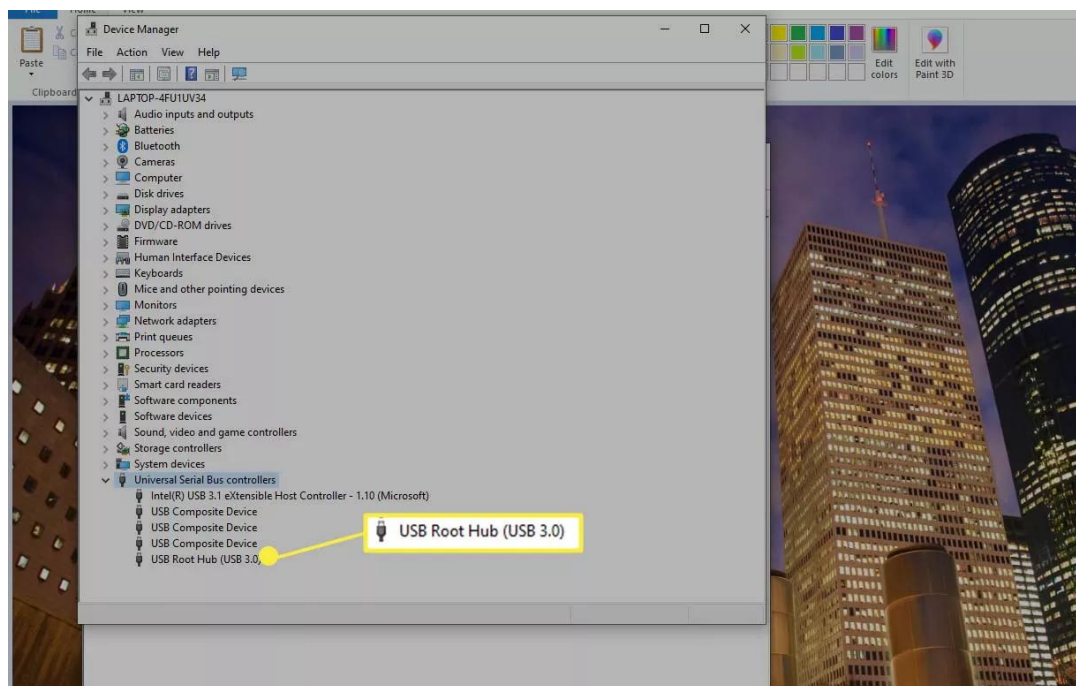 File Home View
Device Manager
File Action View Help
Paste
Clipboard
Edit colors
Edit with Paint 3D
LAPTOP-4FU1UV34
Audio inputs and outputs
Batteries
Bluetooth
Cameras
Computer
Disk drives
Display adapters
DVD/CD-ROM drives
Firmware
Human Interface Devices
Keyboards
Mice and other pointing devices
Monitors
Network adapters
Print queues
Processors
Security devices
Smart card readers
Software components
Software devices
Sound, video and game controllers
Storage controllers
System devices
Universal Serial Bus controllers
Intel(R) USB 3.1 eXtensible Host Controller - 1.10 (Microsoft)
USB Composite Device
USB Composite Device
USB Composite Device
USB Root Hub (USB 3.0)
USB Root Hub (USB 3.0)